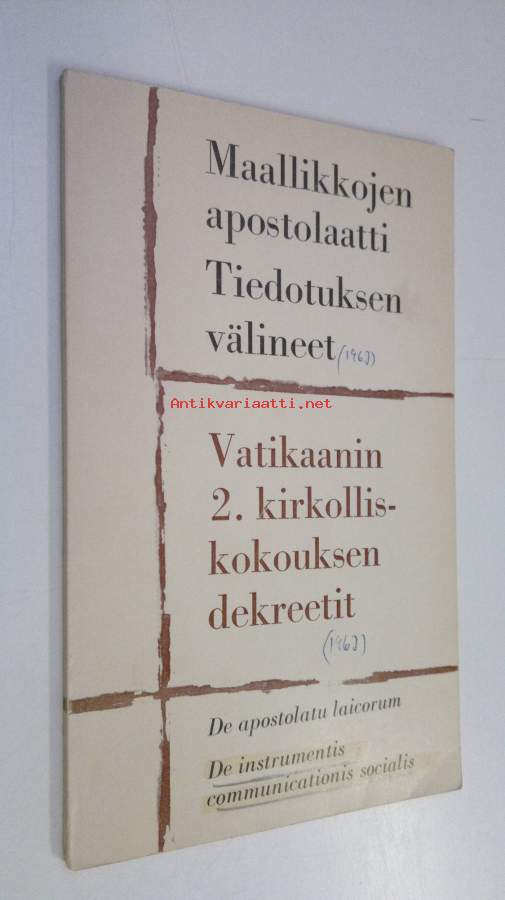 Maallikkojen
apostolaatti
Tiedotuksen
välineet (1963)
Antikvariaatti.net
Vatikaanin
2. kirkollis-
kokouksen
dekreetit
(1963)
De apostolatu laicorum
De instrumentis
communicationis socialis